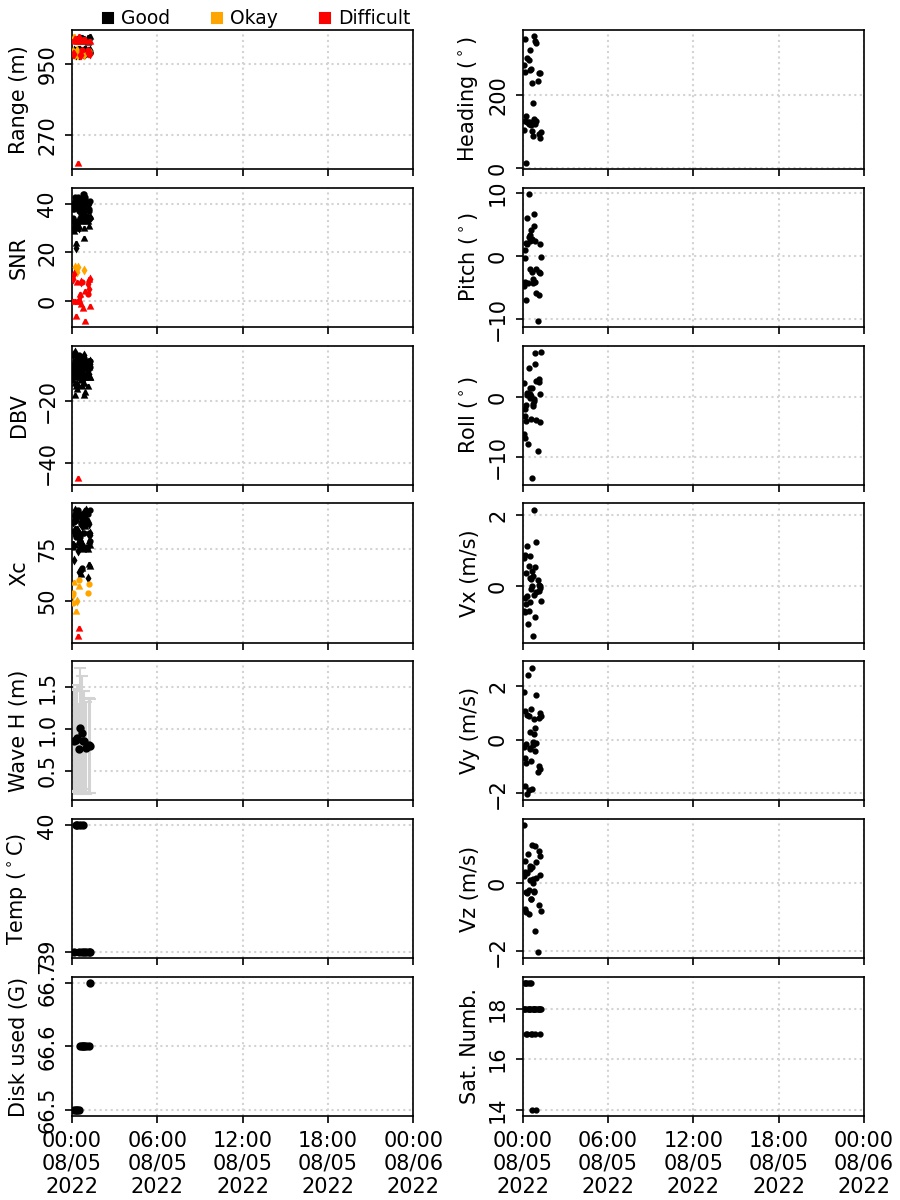 Good Okay Difficult
Range (m)
950
270
Heading (°)
200
0
SNR
40
20
0
Pitch (°)
10
0
−10
DBV
−20
−40
Roll (°)
0
−10
Xc
75
50
Vx (m/s)
2
0
Wave H (m)
1.5
1.0
0.5
Vy (m/s)
2
0
−2
Temp (°C)
40
39
Vz (m/s)
0
−2
Disk used (G)
66.7
66.6
66.5
Sat. Numb.
18
16
14
00:00 06:00 12:00 18:00 00:00
08/05 08/05 08/05 08/05 08/06
2022 2022 2022 2022 2022
00:00 06:00 12:00 18:00 00:00
08/05 08/05 08/05 08/05 08/06
2022 2022 2022 2022 2022